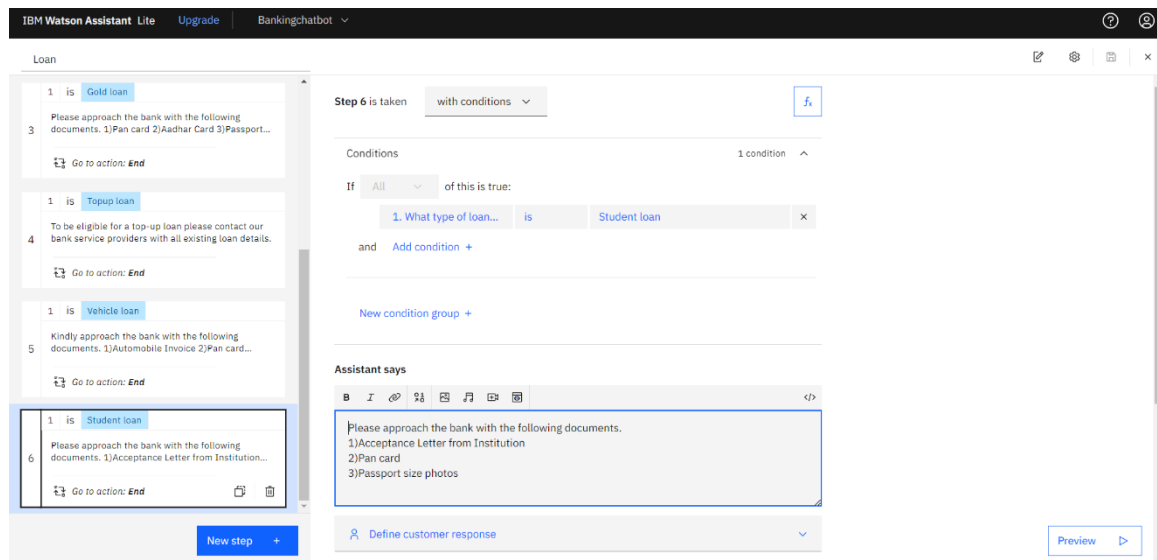 IBM Watson Assistant Lite Upgrade Bankingchatbot
Loan
1 is Gold loan
3 Please approach the bank with the following
documents. 1)Pan card 2)Aadhar Card 3)Passport...
Go to action: End
1 is Topup loan
4 To be eligible for a top-up loan please contact our
bank service providers with all existing loan details.
Go to action: End
1 is Vehicle loan
5 Kindly approach the bank with the following
documents. 1)Automobile Invoice 2)Pan card...
Go to action: End
1 is Student loan
6 Please approach the bank with the following
documents. 1)Acceptance Letter from Institution...
Go to action: End
New step +
Step 6 is taken with conditions fx
Conditions 1 condition
If All of this is true:
1. What type of loan... is Student loan ×
and Add condition +
New condition group +
Assistant says
B I </>
Please approach the bank with the following documents.
1)Acceptance Letter from Institution
2)Pan card
3)Passport size photos
Define customer response
Preview